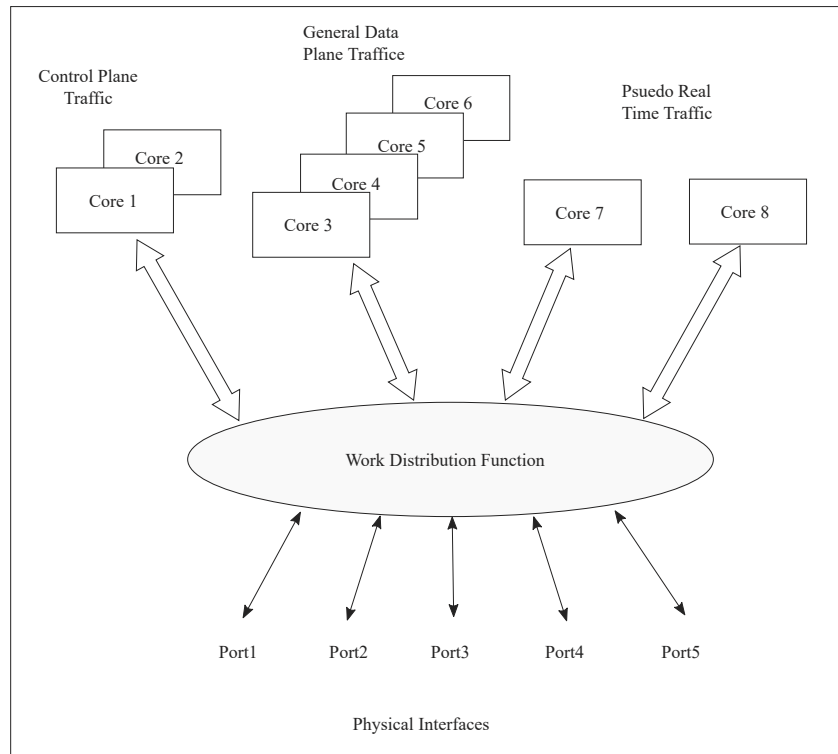 General Data
Plane Traffice
Control Plane
Traffic
Psuedo Real
Time Traffic
Core 6
Core 5
Core 4
Core 3
Core 2
Core 1
Core 7
Core 8
Work Distribution Function
Port1
Port2
Port3
Port4
Port5
Physical Interfaces